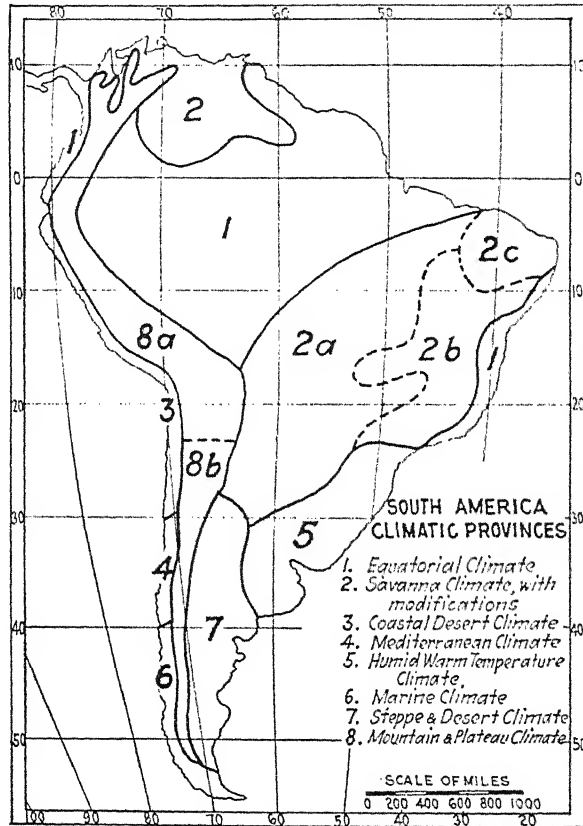 80 70 60 50 40
10 10
2
1
0 0
1
2c
10 10
8a 2a 2b 1
20 3 20
8b
SOUTH AMERICA
CLIMATIC PROVINCES
30 5 30
1. Equatorial Climate
2. Savanna Climate, with
modifications
4
3. Coastal Desert Climate
40 7 40
4. Mediterranean Climate
5. Humid Warm Temperature
Climate.
6
6. Marine Climate
7. Steppe & Desert Climate
50 50
8. Mountain & Plateau Climate
SCALE OF MILES
0 200 400 600 800 1000
100 90 80 70 60 50 40 30 20